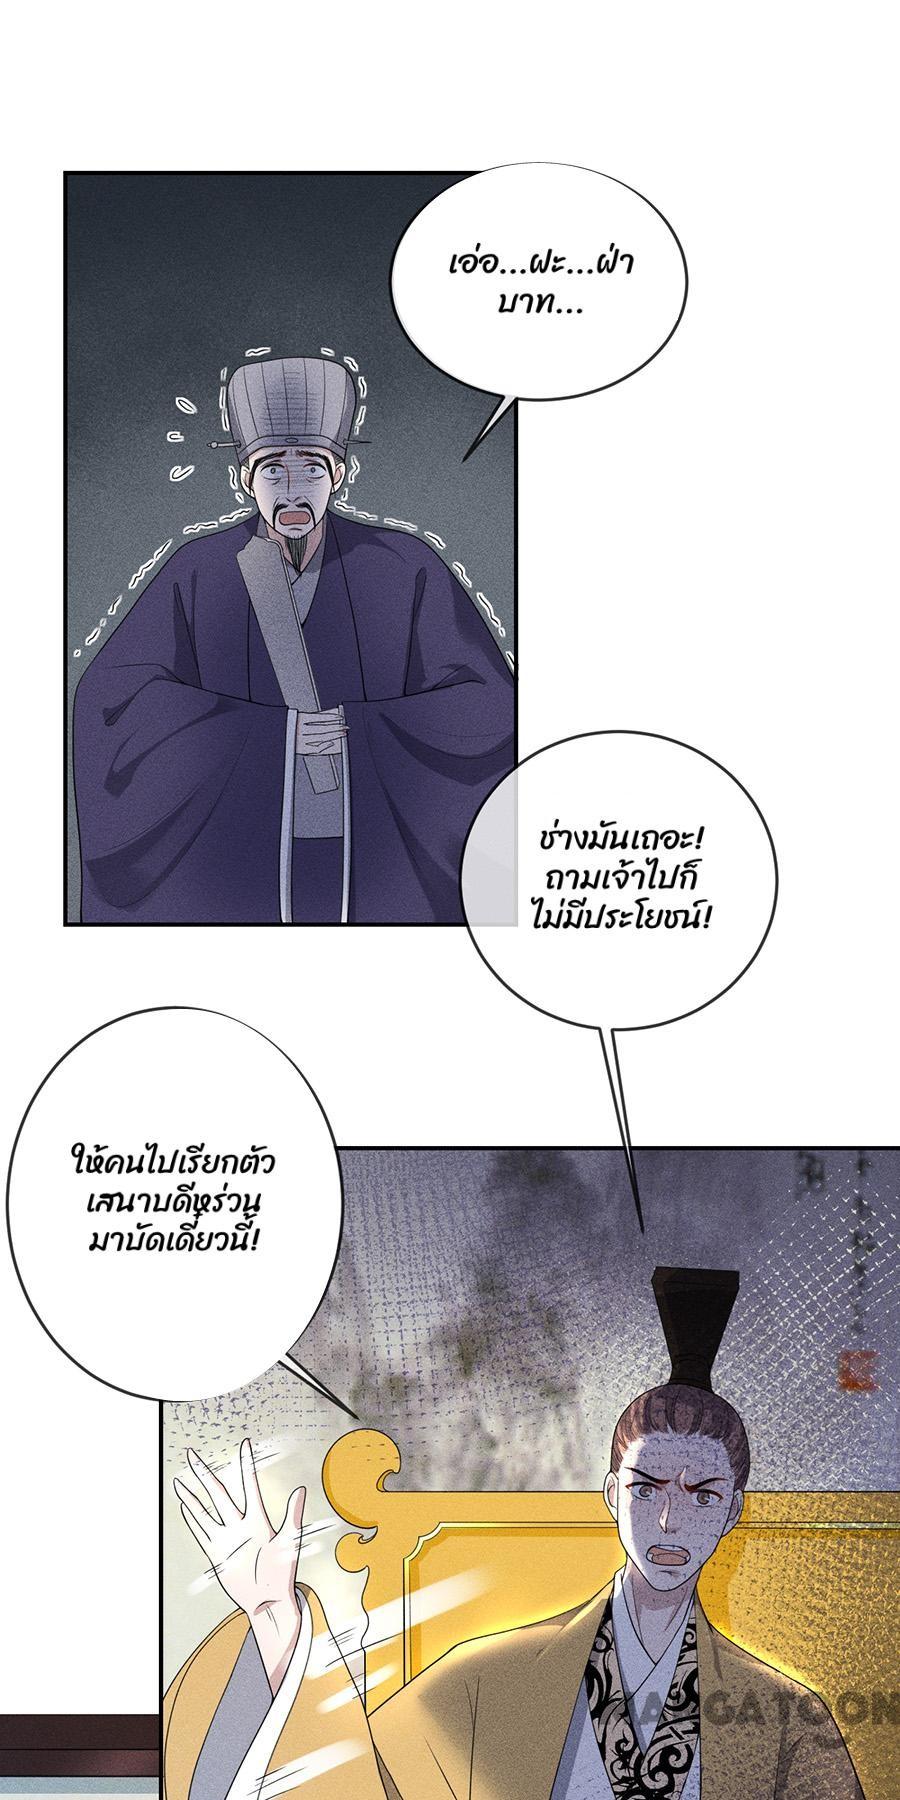 เอ่อ...ฝะ...ฝ่า
บาท...
ช่างมันเถอะ!
ถามเจ้าไปก็
ไม่มีประโยชน์!
ให้คนไปเรียกตัว
เสนาบดีหร่วน
มาบัดเดี๋ยวนี้!
MANGATOON